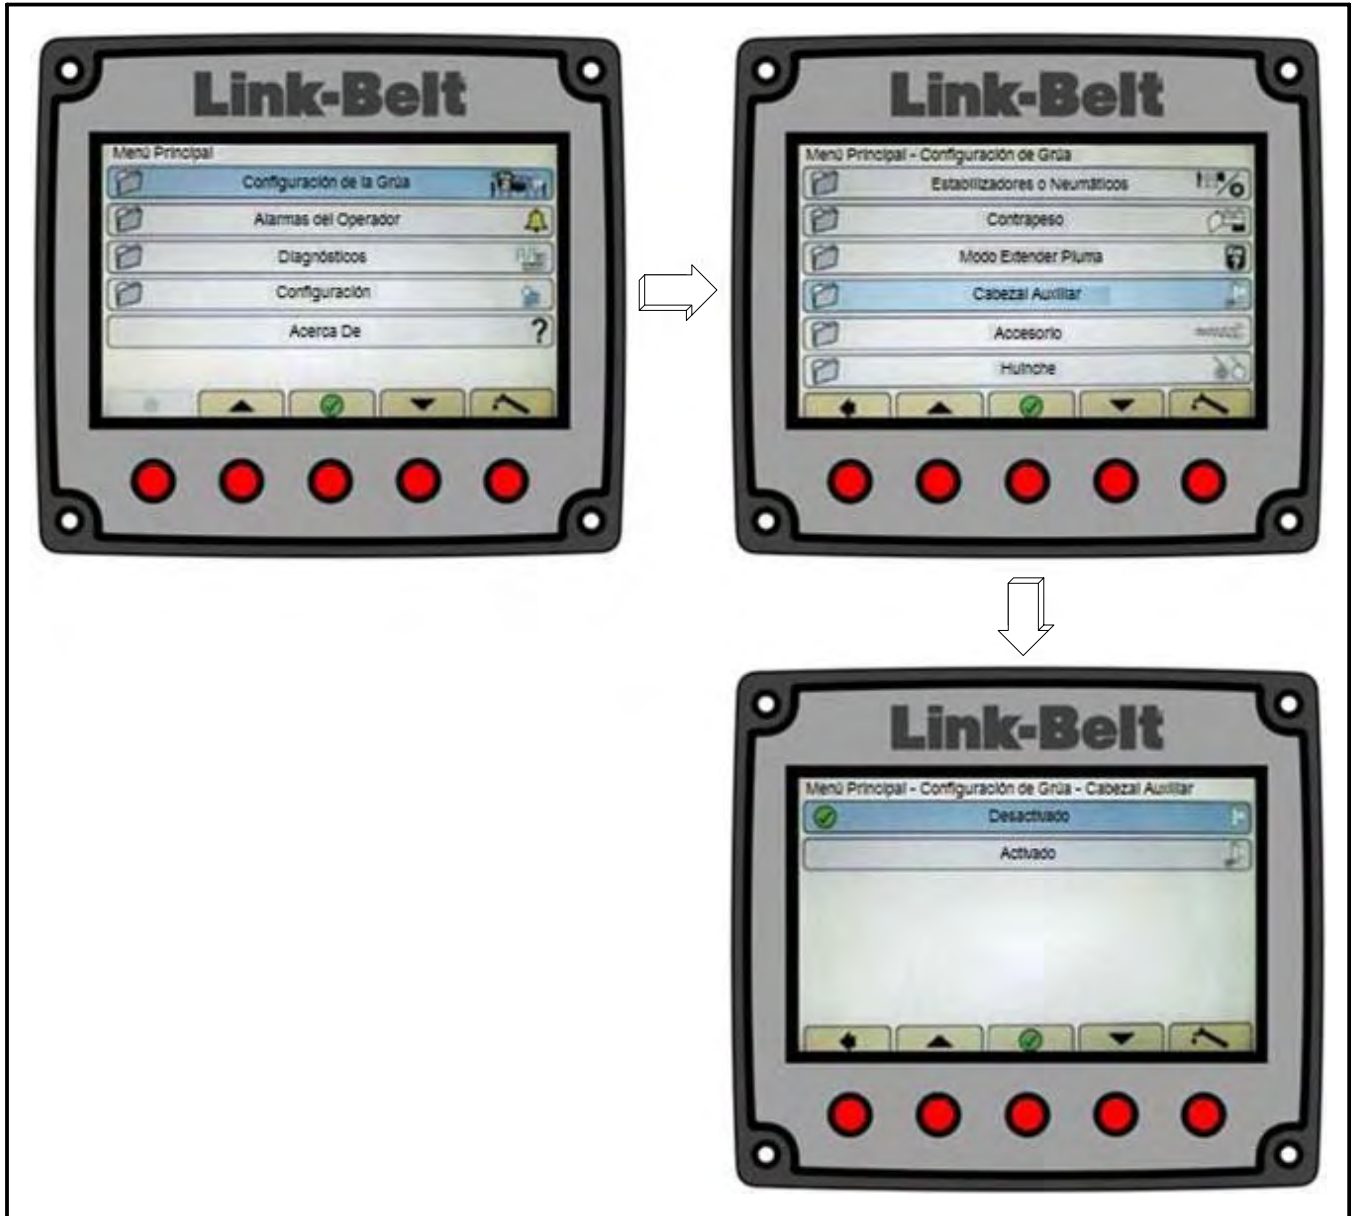 Link-Belt
Menú Principal
Configuración de la Grúa
Alarmas del Operador
Diagnósticos
Configuración
Acerca De
?
Link-Belt
Menú Principal - Configuración de Grúa
Estabilizadores o Neumáticos
Contrapeso
Modo Extender Pluma
Cabezal Auxiliar
Accesorio
Huinche
Link-Belt
Menú Principal - Configuración de Grúa - Cabezal Auxiliar
Desactivado
Activado